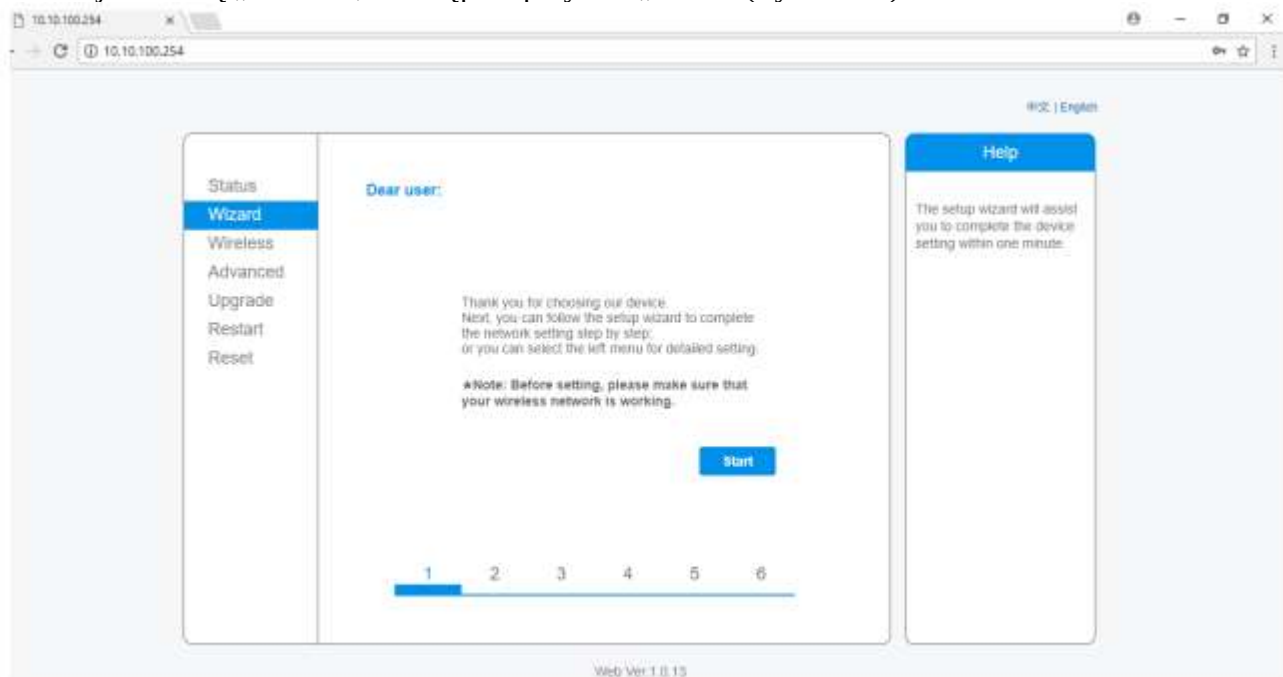 10.10.100.254
10.10.100.254
中文 | English
Help
Status
Wizard
Wireless
Advanced
Upgrade
Restart
Reset
Dear user:
Thank you for choosing our device.
Next, you can follow the setup wizard to complete
the network setting step by step;
or you can select the left menu for detailed setting.
★Note: Before setting, please make sure that
your wireless network is working.
Start
1 2 3 4 5 6
The setup wizard will assist
you to complete the device
setting within one minute.
Web Ver:1.0.13